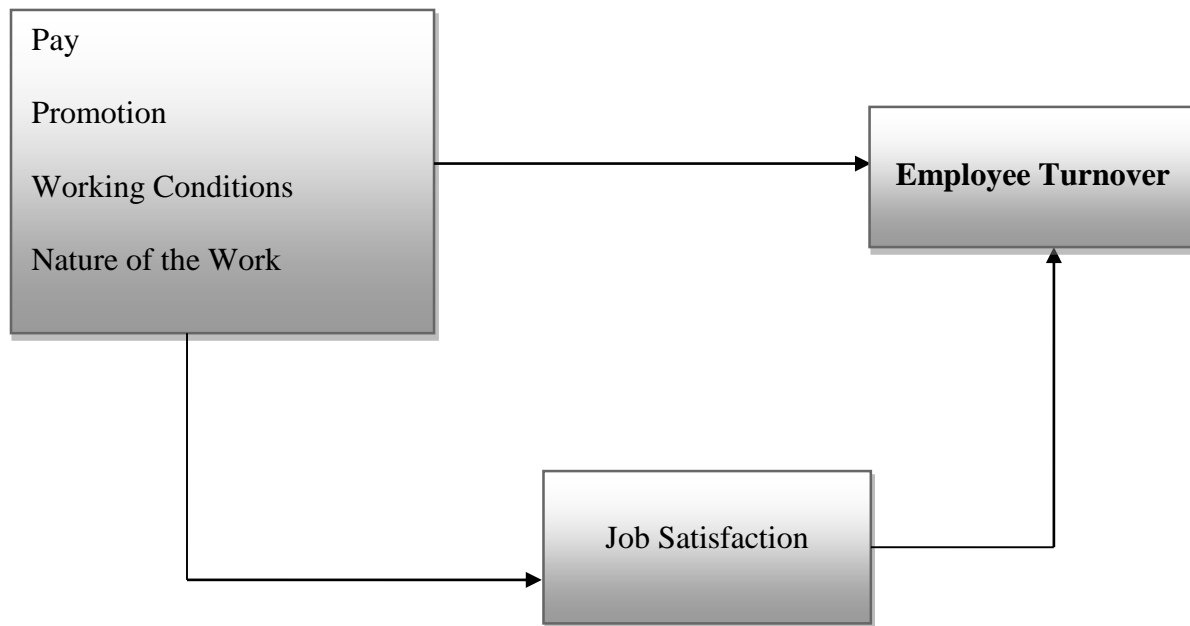 Pay
Promotion
Working Conditions
Nature of the Work
Employee Turnover
Job Satisfaction